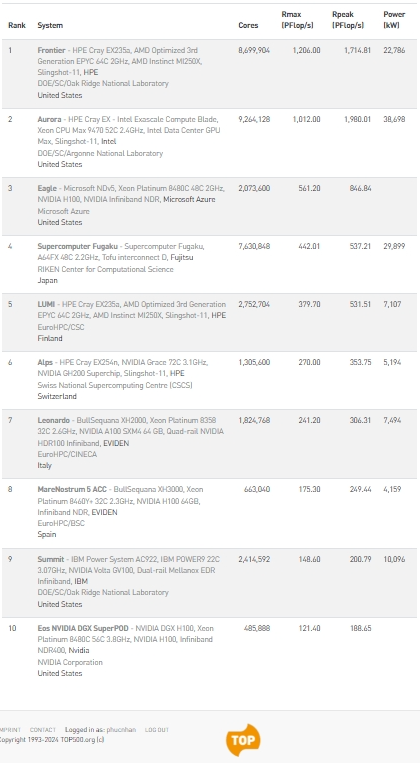 Rank System Cores Rmax (PFlop/s) Rpeak (PFlop/s) Power (kW)
1 Frontier - HPE Cray EX235a, AMD Optimized 3rd 8,699,904 1,206.00 1,714.81 22,786
Generation EPYC 64C 2GHz, AMD Instinct MI250X,
Slingshot-11, HPE
DOE/SC/Oak Ridge National Laboratory
United States
2 Aurora - HPE Cray EX - Intel Exascale Compute Blade, 9,264,128 1,012.00 1,980.01 38,698
Xeon CPU Max 9470 52C 2.4GHz, Intel Data Center GPU
Max, Slingshot-11, Intel
DOE/SC/Argonne National Laboratory
United States
3 Eagle - Microsoft NDv5, Xeon Platinum 8480C 48C 2GHz, 2,073,600 561.20 846.84
NVIDIA H100, NVIDIA Infiniband NDR, Microsoft Azure
Microsoft Azure
United States
4 Supercomputer Fugaku - Supercomputer Fugaku, 7,630,848 442.01 537.21 29,899
A64FX 48C 2.2GHz, Tofu interconnect D, Fujitsu
RIKEN Center for Computational Science
Japan
5 LUMI - HPE Cray EX235a, AMD Optimized 3rd Generation 2,752,704 379.70 531.51 7,107
EPYC 64C 2GHz, AMD Instinct MI250X, Slingshot-11, HPE
EuroHPC/CSC
Finland
6 Alps - HPE Cray EX254n, NVIDIA Grace 72C 3.1GHz, 1,305,600 270.00 353.75 5,194
NVIDIA GH200 Superchip, Slingshot-11, HPE
Swiss National Supercomputing Centre (CSCS)
Switzerland
7 Leonardo - BullSequana XH2000, Xeon Platinum 8358 1,824,768 241.20 306.31 7,494
32C 2.6GHz, NVIDIA A100 SXM4 64 GB, Quad-rail NVIDIA
HDR100 Infiniband, EVIDEN
EuroHPC/CINECA
Italy
8 MareNostrum 5 ACC - BullSequana XH3000, Xeon 663,040 175.30 249.44 4,159
Platinum 8460Y+ 32C 2.3GHz, NVIDIA H100 64GB,
Infiniband NDR, EVIDEN
EuroHPC/BSC
Spain
9 Summit - IBM Power System AC922, IBM POWER9 22C 2,414,592 148.60 200.79 10,096
3.07GHz, NVIDIA Volta GV100, Dual-rail Mellanox EDR
Infiniband, IBM
DOE/SC/Oak Ridge National Laboratory
United States
10 Eos NVIDIA DGX SuperPOD - NVIDIA DGX H100, Xeon 485,888 121.40 188.65
Platinum 8480C 56C 3.8GHz, NVIDIA H100, Infiniband
NDR400, Nvidia
NVIDIA Corporation
United States
MPRINT CONTACT Logged in as: phucnhan LOG OUT
Copyright 1993-2024 TOP500.org (c)
TOP